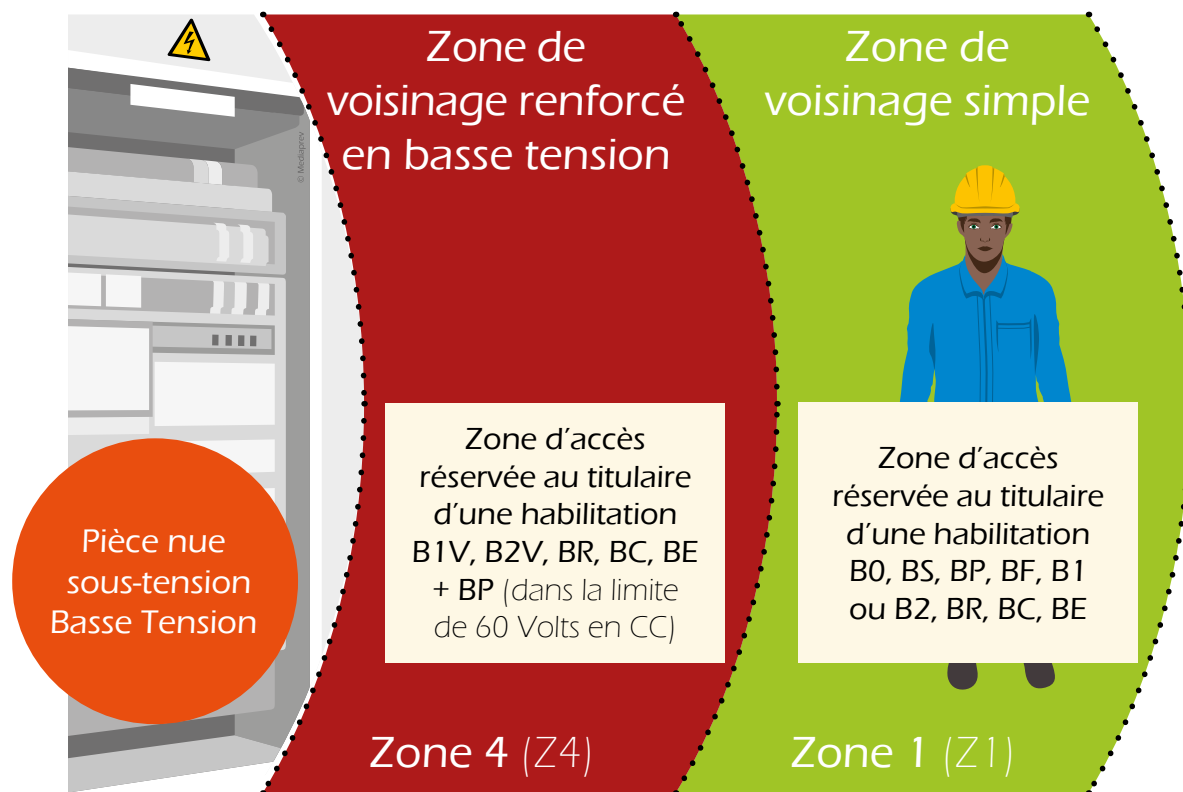 Zone de
voisinage renforcé
en basse tension
Zone de
voisinage simple
© Mediaprev
Pièce nue
sous-tension
Basse Tension
Zone d'accès
réservée au titulaire
d'une habilitation
B1V, B2V, BR, BC, BE
+ BP (dans la limite
de 60 Volts en CC)
Zone d'accès
réservée au titulaire
d'une habilitation
B0, BS, BP, BF, B1
ou B2, BR, BC, BE
Zone 4 (Z4)
Zone 1 (Z1)